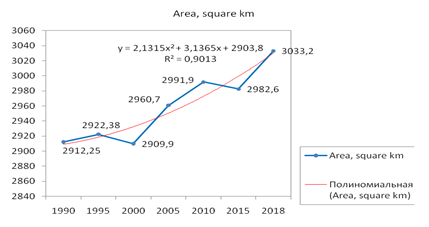 Area, square km
3060
3040
3020
3000
2980
2960
2940
2920
2900
2880
2860
2840
y = 2,1315x² + 3,1365x + 2903,8
R² = 0,9013
2912,25
2922,38
2909,9
2960,7
2991,9
2982,6
3033,2
1990 1995 2000 2005 2010 2015 2018
Area, square km
Полиномиальная
(Area, square km)